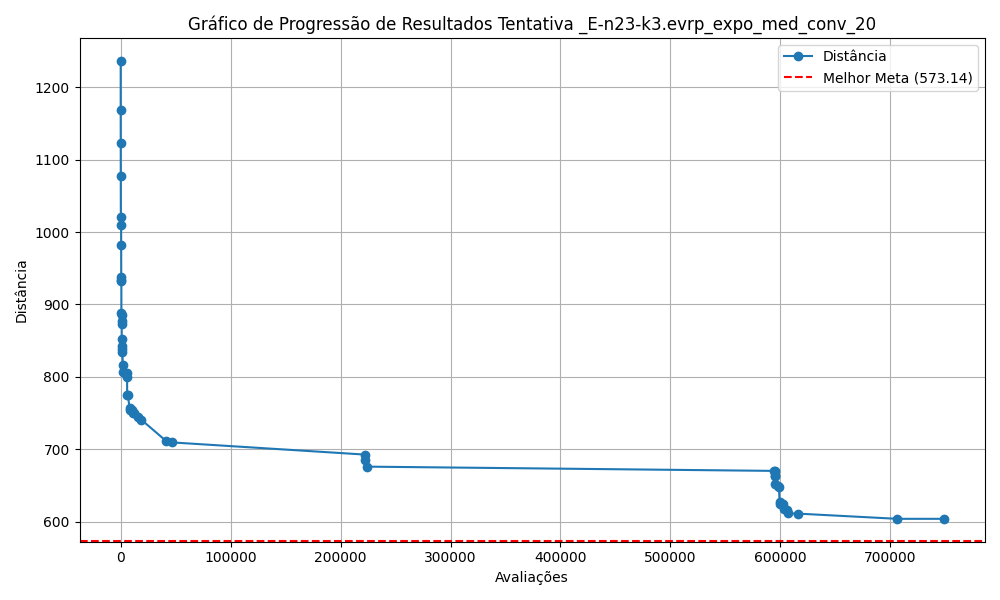 Gráfico de Progressão de Resultados Tentativa _E-n23-k3.evrp_expo_med_conv_20
Distância
Melhor Meta (573.14)
1200
1100
1000
900
800
700
600
Distância
0 100000 200000 300000 400000 500000 600000 700000
Avaliações